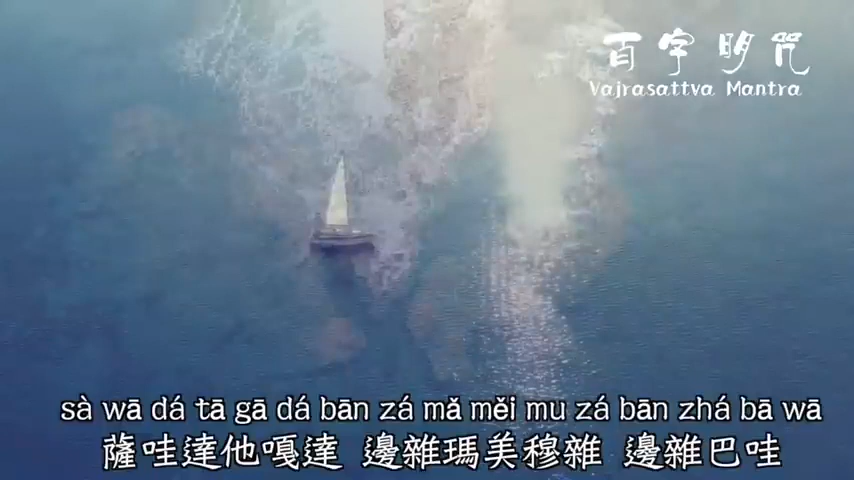 百字明咒
Vajrasattva Mantra
sà wā dá tā gā dá bān zá mǎ měi mu zá bān zhá bā wā
薩哇達他嘎達 邊雜瑪美穆雜 邊雜巴哇